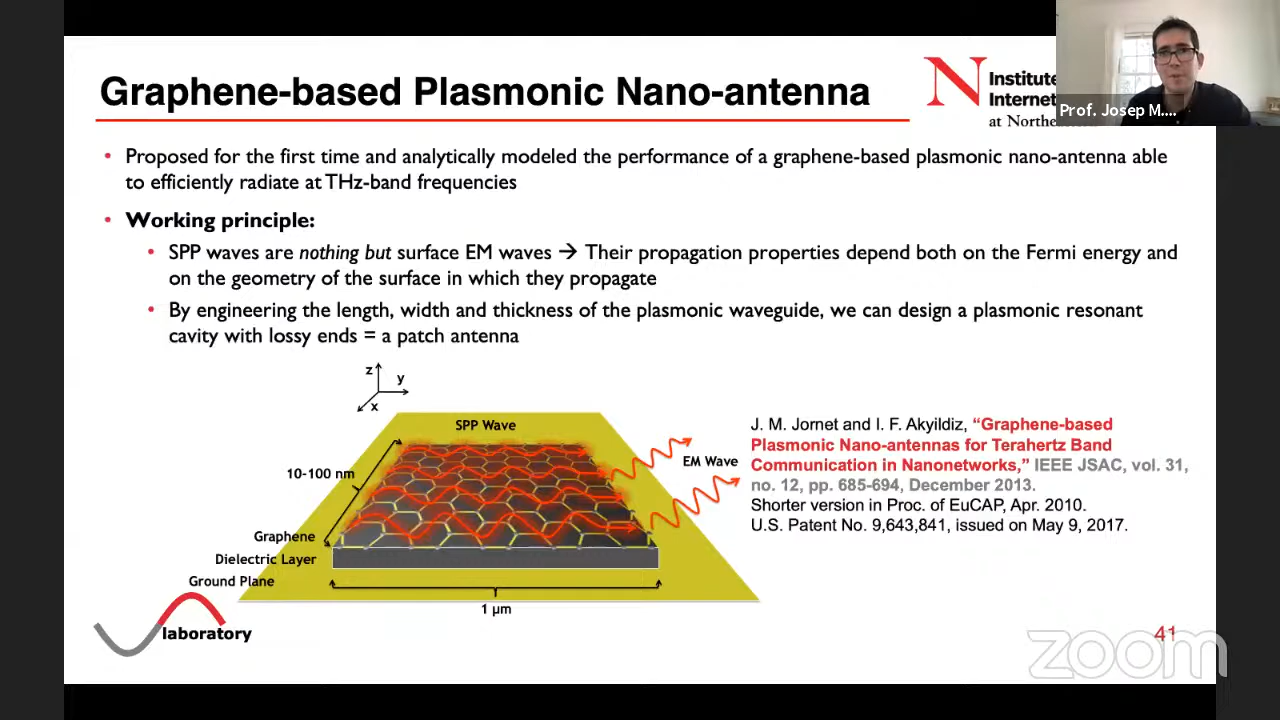 Graphene-based Plasmonic Nano-antenna
N
Institute
Internet
at Northe
Prof. Josep M....
• Proposed for the first time and analytically modeled the performance of a graphene-based plasmonic nano-antenna able
to efficiently radiate at THz-band frequencies
• Working principle:
• SPP waves are nothing but surface EM waves → Their propagation properties depend both on the Fermi energy and
on the geometry of the surface in which they propagate
• By engineering the length, width and thickness of the plasmonic waveguide, we can design a plasmonic resonant
cavity with lossy ends = a patch antenna
z
y
x
SPP Wave
10-100 nm
EM Wave
Graphene
Dielectric Layer
Ground Plane
1 μm
J. M. Jornet and I. F. Akyildiz, “Graphene-based
Plasmonic Nano-antennas for Terahertz Band
Communication in Nanonetworks,” IEEE JSAC, vol. 31,
no. 12, pp. 685-694, December 2013.
Shorter version in Proc. of EuCAP, Apr. 2010.
U.S. Patent No. 9,643,841, issued on May 9, 2017.
laboratory
41
zoom